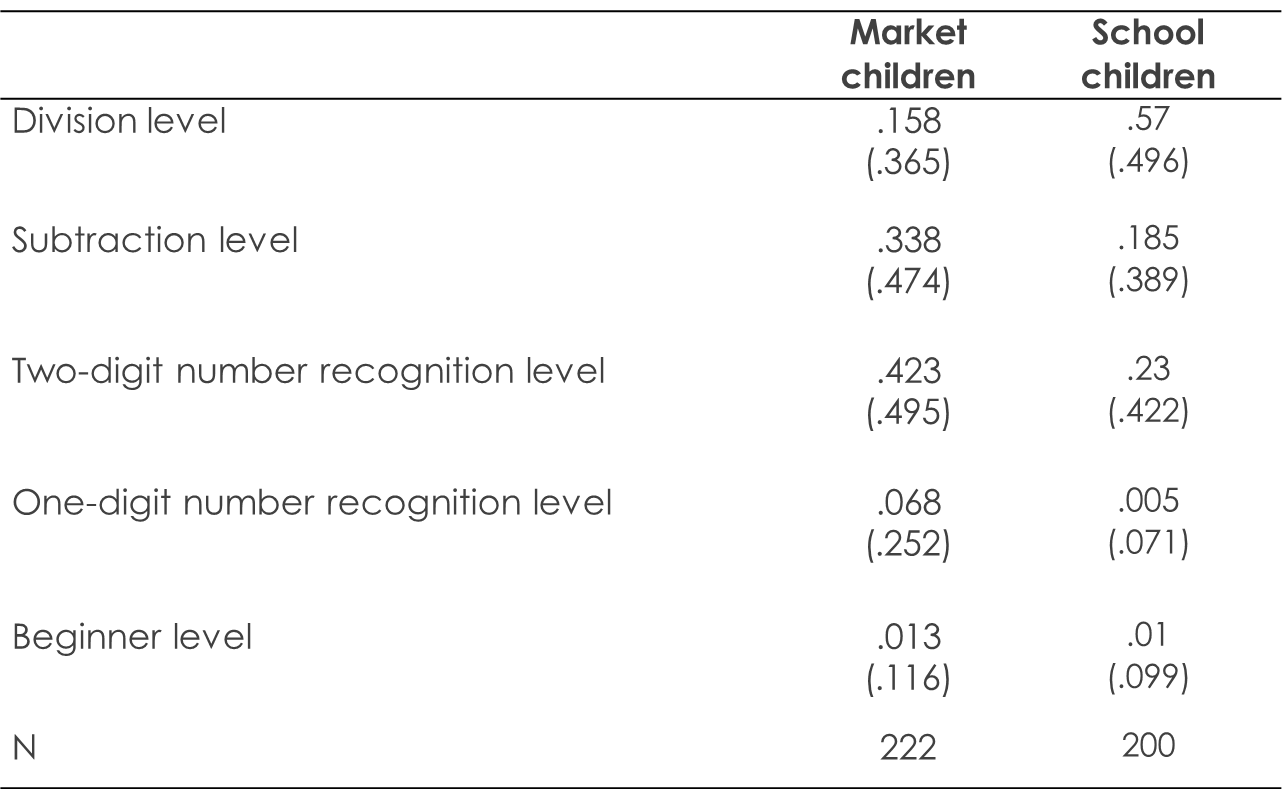 Market children School children
Division level .158 .57
(.365) (.496)
Subtraction level .338 .185
(.474) (.389)
Two-digit number recognition level .423 .23
(.495) (.422)
One-digit number recognition level .068 .005
(.252) (.071)
Beginner level .013 .01
(.116) (.099)
N 222 200